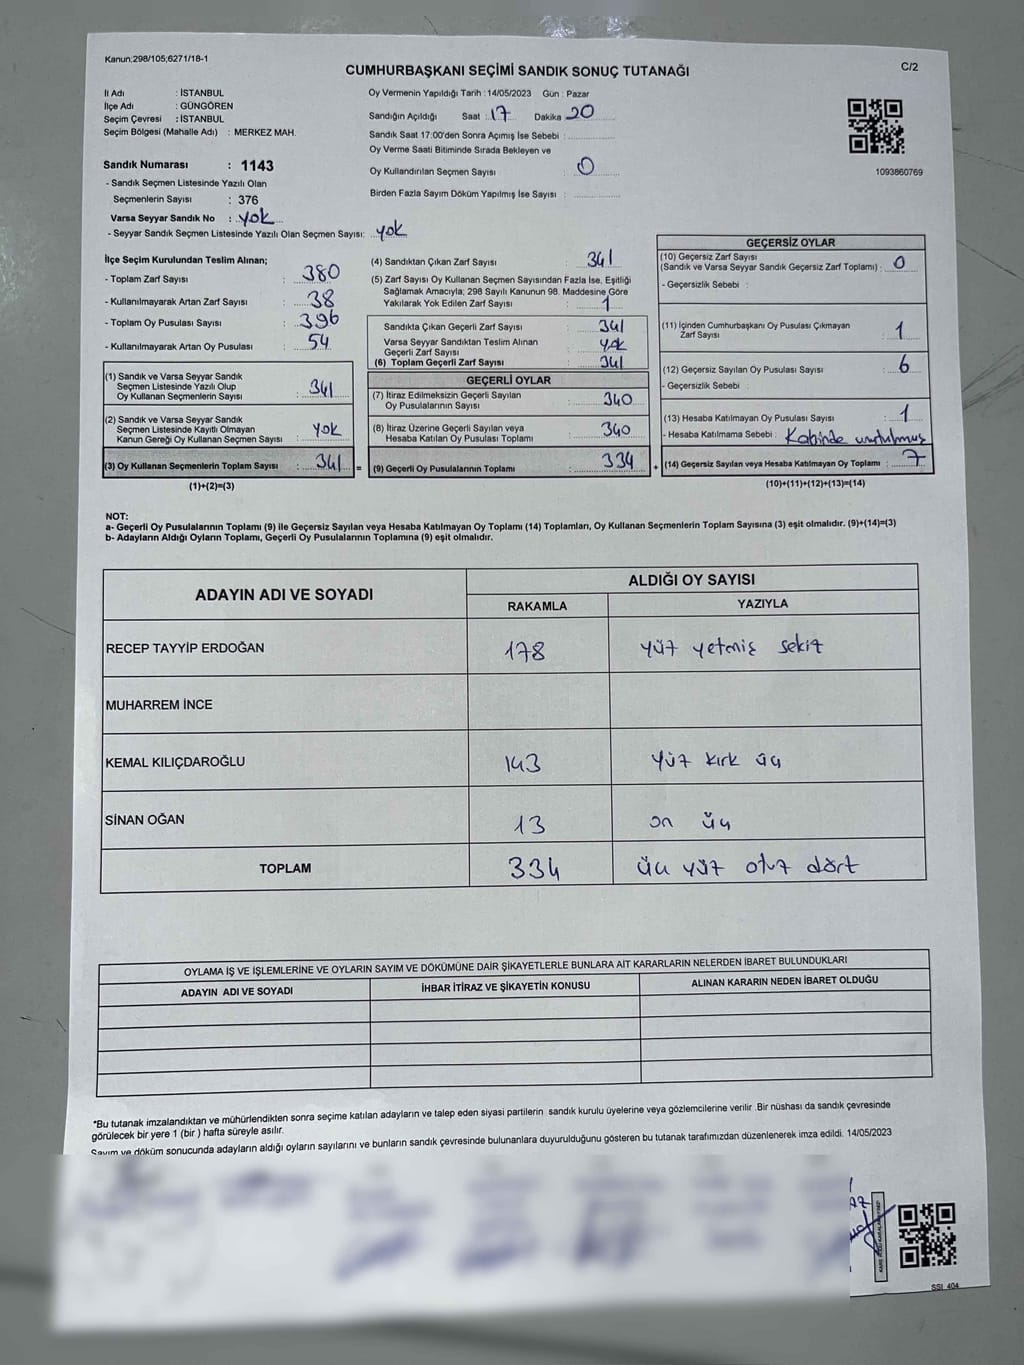 Kanun:298/105;6271/18-1
C/2
CUMHURBAŞKANI SEÇİMİ SANDIK SONUÇ TUTANAĞI
İl Adı : İSTANBUL
İlçe Adı : GÜNGÖREN
Seçim Çevresi : İSTANBUL
Seçim Bölgesi (Mahalle Adı) : MERKEZ MAH.
Sandık Numarası : 1143
- Sandık Seçmen Listesinde Yazılı Olan
Seçmenlerin Sayısı : 376
Varsa Seyyar Sandık No : yok
- Seyyar Sandık Seçmen Listesinde Yazılı Olan Seçmen Sayısı: yok
Oy Vermenin Yapıldığı Tarih : 14/05/2023 Gün : Pazar
Sandığın Açıldığı Saat : 17 Dakika 20
Sandık Saat 17:00'den Sonra Açımış İse Sebebi :
Oy Verme Saati Bitiminde Sırada Bekleyen ve
Oy Kullandırılan Seçmen Sayısı : 0
Birden Fazla Sayım Döküm Yapılmış İse Sayısı :
1093860769
İlçe Seçim Kurulundan Teslim Alınan;
- Toplam Zarf Sayısı : 380
- Kullanılmayarak Artan Zarf Sayısı : 38
- Toplam Oy Pusulası Sayısı : 396
- Kullanılmayarak Artan Oy Pusulası : 54
(1) Sandık ve Varsa Seyyar Sandık
Seçmen Listesinde Yazılı Olup
Oy Kullanan Seçmenlerin Sayısı : 341
(2) Sandık ve Varsa Seyyar Sandık
Seçmen Listesinde Kayıtlı Olmayan
Kanun Gereği Oy Kullanan Seçmen Sayısı : yok
(3) Oy Kullanan Seçmenlerin Toplam Sayısı : 341 =
(1)+(2)=(3)
(4) Sandıktan Çıkan Zarf Sayısı : 341
(5) Zarf Sayısı Oy Kullanan Seçmen Sayısından Fazla İse, Eşitliği
Sağlamak Amacıyla; 298 Sayılı Kanunun 98. Maddesine Göre
Yakılarak Yok Edilen Zarf Sayısı : 1
Sandıkta Çıkan Geçerli Zarf Sayısı : 341
Varsa Seyyar Sandıktan Teslim Alınan
Geçerli Zarf Sayısı : yok
(6) Toplam Geçerli Zarf Sayısı : 341
GEÇERLİ OYLAR
(7) İtiraz Edilmeksizin Geçerli Sayılan
Oy Pusulalarının Sayısı : 340
(8) İtiraz Üzerine Geçerli Sayılan veya
Hesaba Katılan Oy Pusulası Toplamı : 340
(9) Geçerli Oy Pusulalarının Toplamı : 334 +
GEÇERSİZ OYLAR
(10) Geçersiz Zarf Sayısı
(Sandık ve Varsa Seyyar Sandık Geçersiz Zarf Toplamı) : 0
- Geçersizlik Sebebi :
(11) İçinden Cumhurbaşkanı Oy Pusulası Çıkmayan
Zarf Sayısı : 1
(12) Geçersiz Sayılan Oy Pusulası Sayısı : 6
- Geçersizlik Sebebi :
(13) Hesaba Katılmayan Oy Pusulası Sayısı : 1
- Hesaba Katılmama Sebebi : Kabinde unutulmuş
(14) Geçersiz Sayılan veya Hesaba Katılmayan Oy Toplamı : 7
(10)+(11)+(12)+(13)=(14)
NOT:
a- Geçerli Oy Pusulalarının Toplamı (9) ile Geçersiz Sayılan veya Hesaba Katılmayan Oy Toplamı (14) Toplamları, Oy Kullanan Seçmenlerin Toplam Sayısına (3) eşit olmalıdır. (9)+(14)=(3)
b- Adayların Aldığı Oyların Toplamı, Geçerli Oy Pusulalarının Toplamına (9) eşit olmalıdır.
ADAYIN ADI VE SOYADI
ALDIĞI OY SAYISI
RAKAMLA YAZIYLA
RECEP TAYYİP ERDOĞAN 178 yüz yetmiş sekiz
MUHARREM İNCE
KEMAL KILIÇDAROĞLU 143 yüz kırk üç
SİNAN OĞAN 13 on üç
TOPLAM 334 üç yüz otuz dört
OYLAMA İŞ VE İŞLEMLERİNE VE OYLARIN SAYIM VE DÖKÜMÜNE DAİR ŞİKAYETLERLE BUNLARA AİT KARARLARIN NELERDEN İBARET BULUNDUKLARI
ADAYIN ADI VE SOYADI İHBAR İTİRAZ VE ŞİKAYETİN KONUSU ALINAN KARARIN NEDEN İBARET OLDUĞU
*Bu tutanak imzalandıktan ve mühürlendikten sonra seçime katılan adayların ve talep eden siyasi partilerin sandık kurulu üyelerine veya gözlemcilerine verilir .Bir nüshası da sandık çevresinde
görülecek bir yere 1 (bir ) hafta süreyle asılır.
Sayım ve döküm sonucunda adayların aldığı oyların sayılarını ve bunların sandık çevresinde bulunanlara duyurulduğunu gösteren bu tutanak tarafımızdan düzenlenerek imza edildi. 14/05/2023
SSI_404